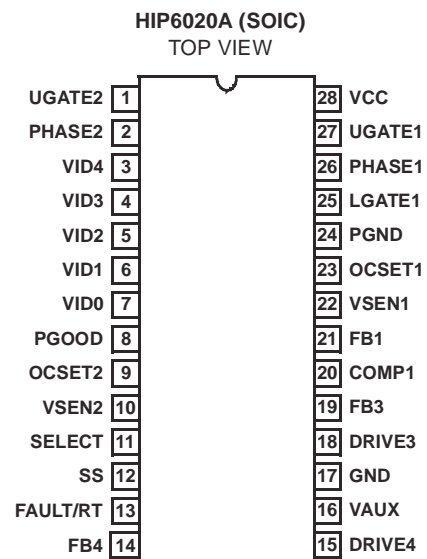 HIP6020A (SOIC)
TOP VIEW
UGATE2 1 28 VCC
PHASE2 2 27 UGATE1
VID4 3 26 PHASE1
VID3 4 25 LGATE1
VID2 5 24 PGND
VID1 6 23 OCSET1
VID0 7 22 VSEN1
PGOOD 8 21 FB1
OCSET2 9 20 COMP1
VSEN2 10 19 FB3
SELECT 11 18 DRIVE3
SS 12 17 GND
FAULT/RT 13 16 VAUX
FB4 14 15 DRIVE4